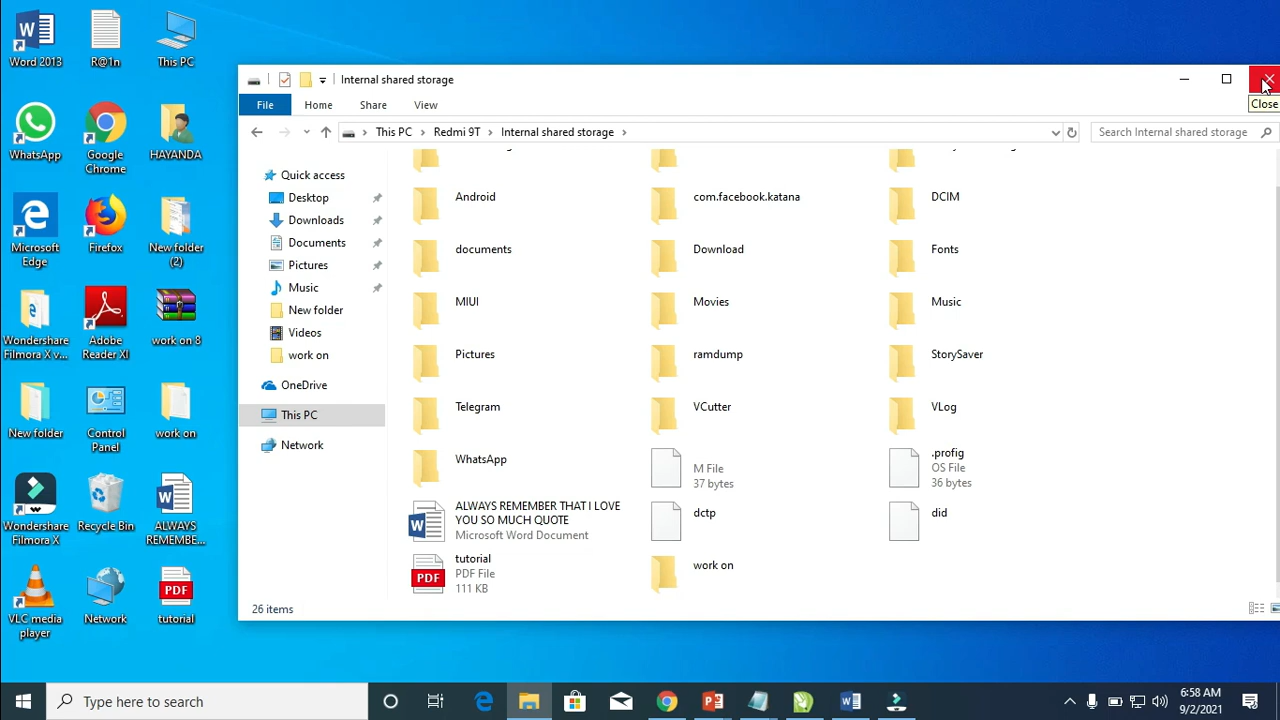 Word 2013
R@1n
This PC
WhatsApp
Google
Chrome
HAYANDA
Microsoft
Edge
Firefox
New folder
(2)
Wondershare
Filmora X v...
Adobe
Reader XI
work on 8
New folder
Control
Panel
work on
Wondershare
Filmora X
Recycle Bin
ALWAYS
REMEMBE...
VLC media
player
Network
tutorial
Internal shared storage
Close
File
Home
Share
View
This PC
Redmi 9T
Internal shared storage
Search Internal shared storage
Quick access
Desktop
Downloads
Documents
Pictures
Music
New folder
Videos
work on
OneDrive
This PC
Network
Android
com.facebook.katana
DCIM
documents
Download
Fonts
MIUI
Movies
Music
Pictures
ramdump
StorySaver
Telegram
VCutter
VLog
WhatsApp
M File
37 bytes
.profig
OS File
36 bytes
ALWAYS REMEMBER THAT I LOVE
YOU SO MUCH QUOTE
Microsoft Word Document
dctp
did
tutorial
PDF File
111 KB
PDF
work on
26 items
Type here to search
6:58 AM
9/2/2021